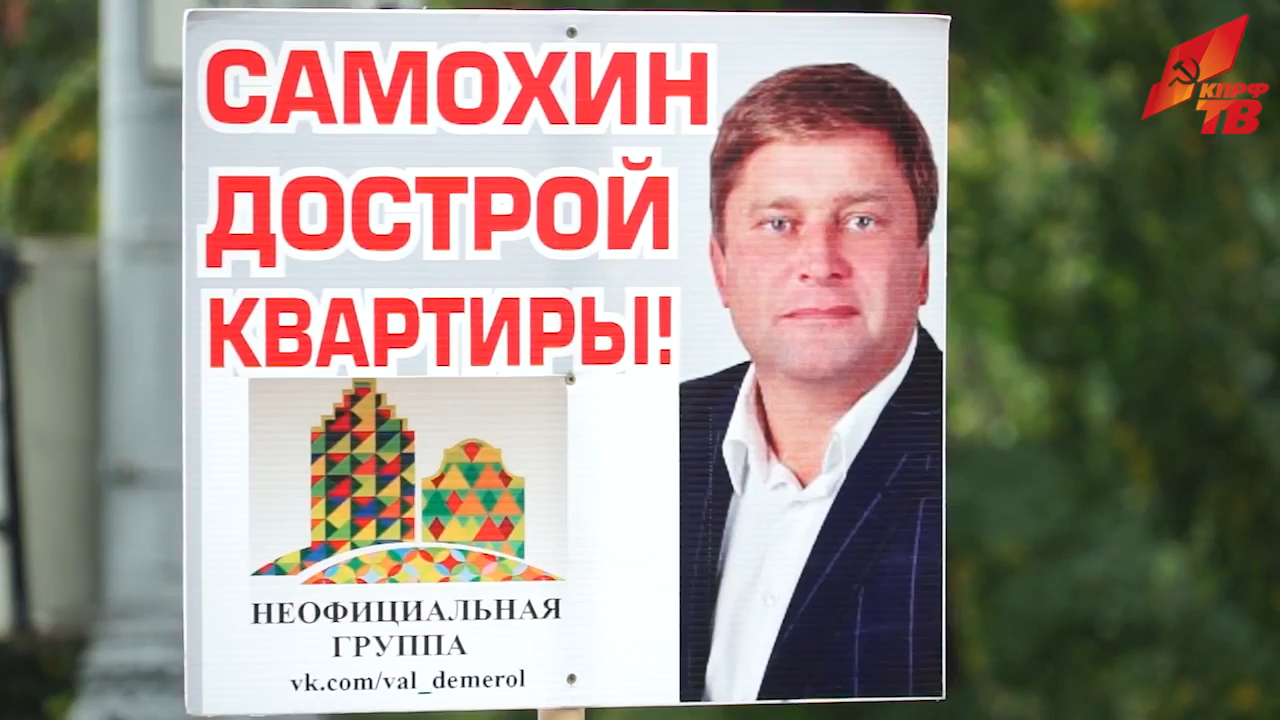 САМОХИН
ДОСТРОЙ
КВАРТИРЫ!
НЕОФИЦИАЛЬНАЯ
ГРУППА
vk.com/val_demerol
КПРФ
ТВ